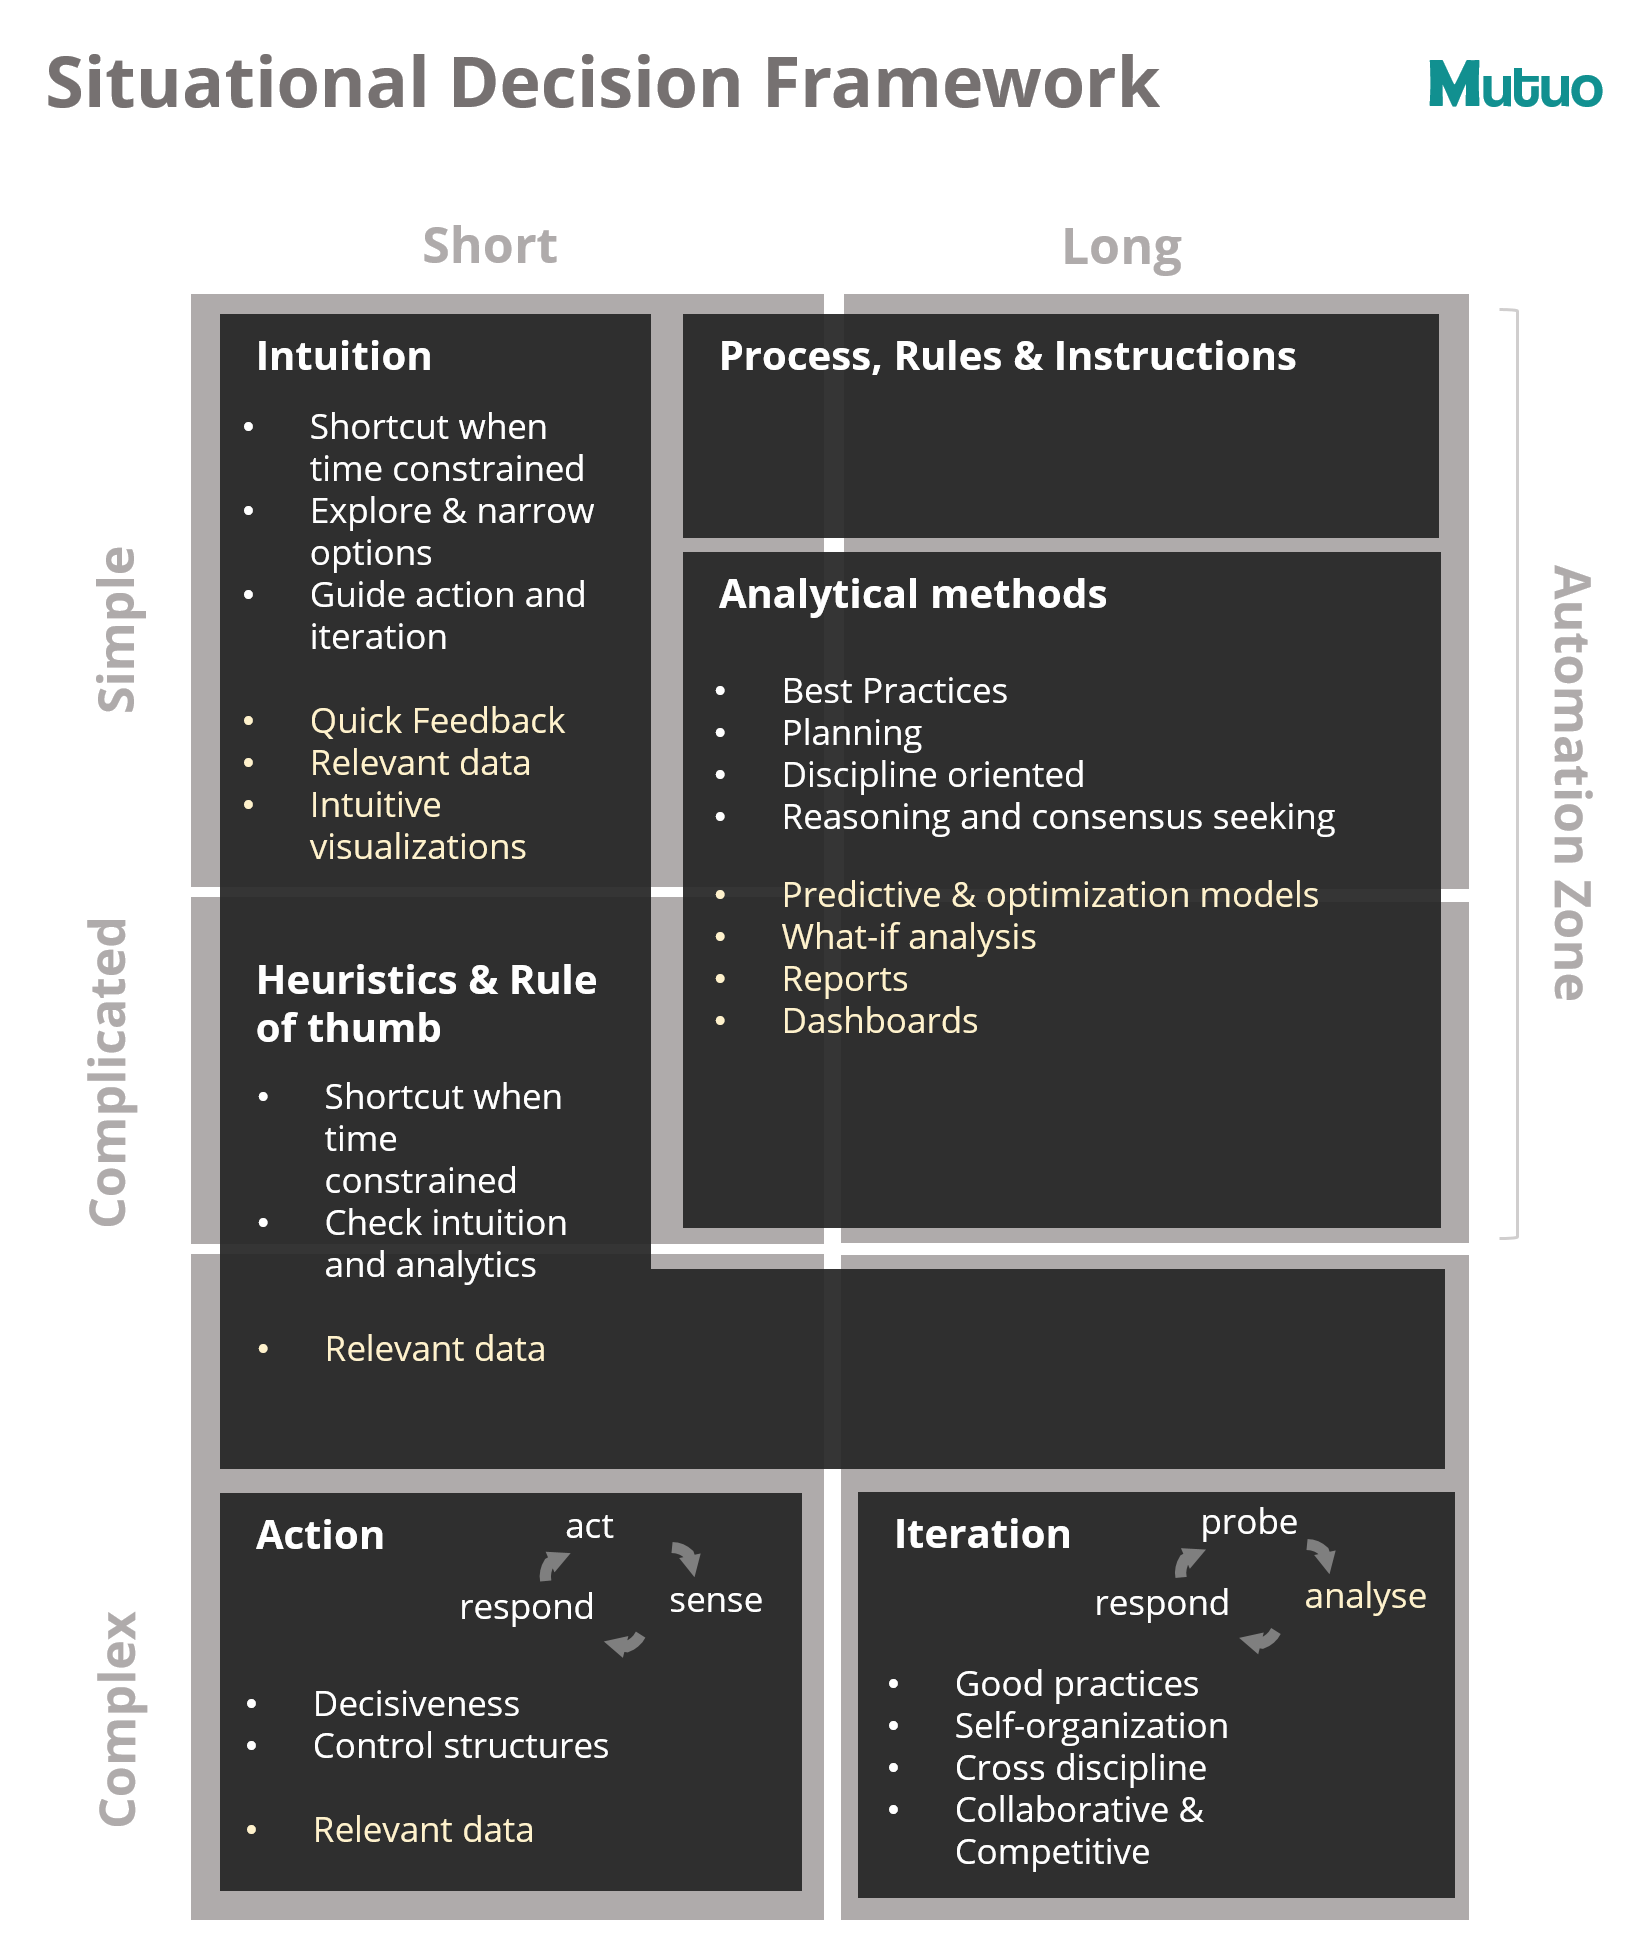 Situational Decision Framework
Mutuo
Short
Long
Simple
Complicated
Complex
Automation Zone
Intuition
• Shortcut when
time constrained
• Explore & narrow
options
• Guide action and
iteration
• Quick Feedback
• Relevant data
• Intuitive
visualizations
Process, Rules & Instructions
Analytical methods
• Best Practices
• Planning
• Discipline oriented
• Reasoning and consensus seeking
• Predictive & optimization models
• What-if analysis
• Reports
• Dashboards
Heuristics & Rule
of thumb
• Shortcut when
time
constrained
• Check intuition
and analytics
• Relevant data
Action
act
sense
respond
• Decisiveness
• Control structures
• Relevant data
Iteration
probe
analyse
respond
• Good practices
• Self-organization
• Cross discipline
• Collaborative &
Competitive